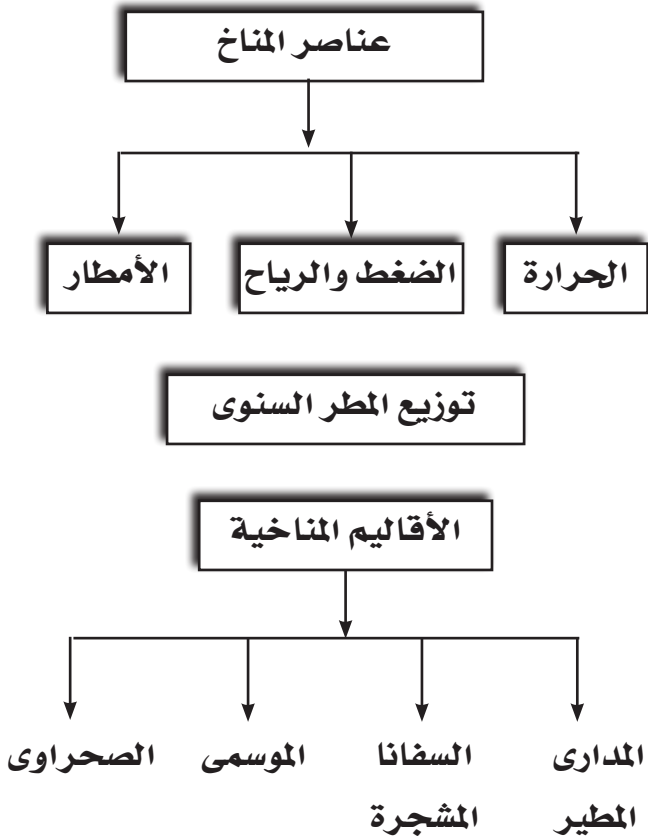 عناصر المناخ
الحرارة
الضغط والرياح
الأمطار
توزيع المطر السنوى
الأقاليم المناخية
المدارى المطير
السفانا المشجرة
الموسمى
الصحراوى